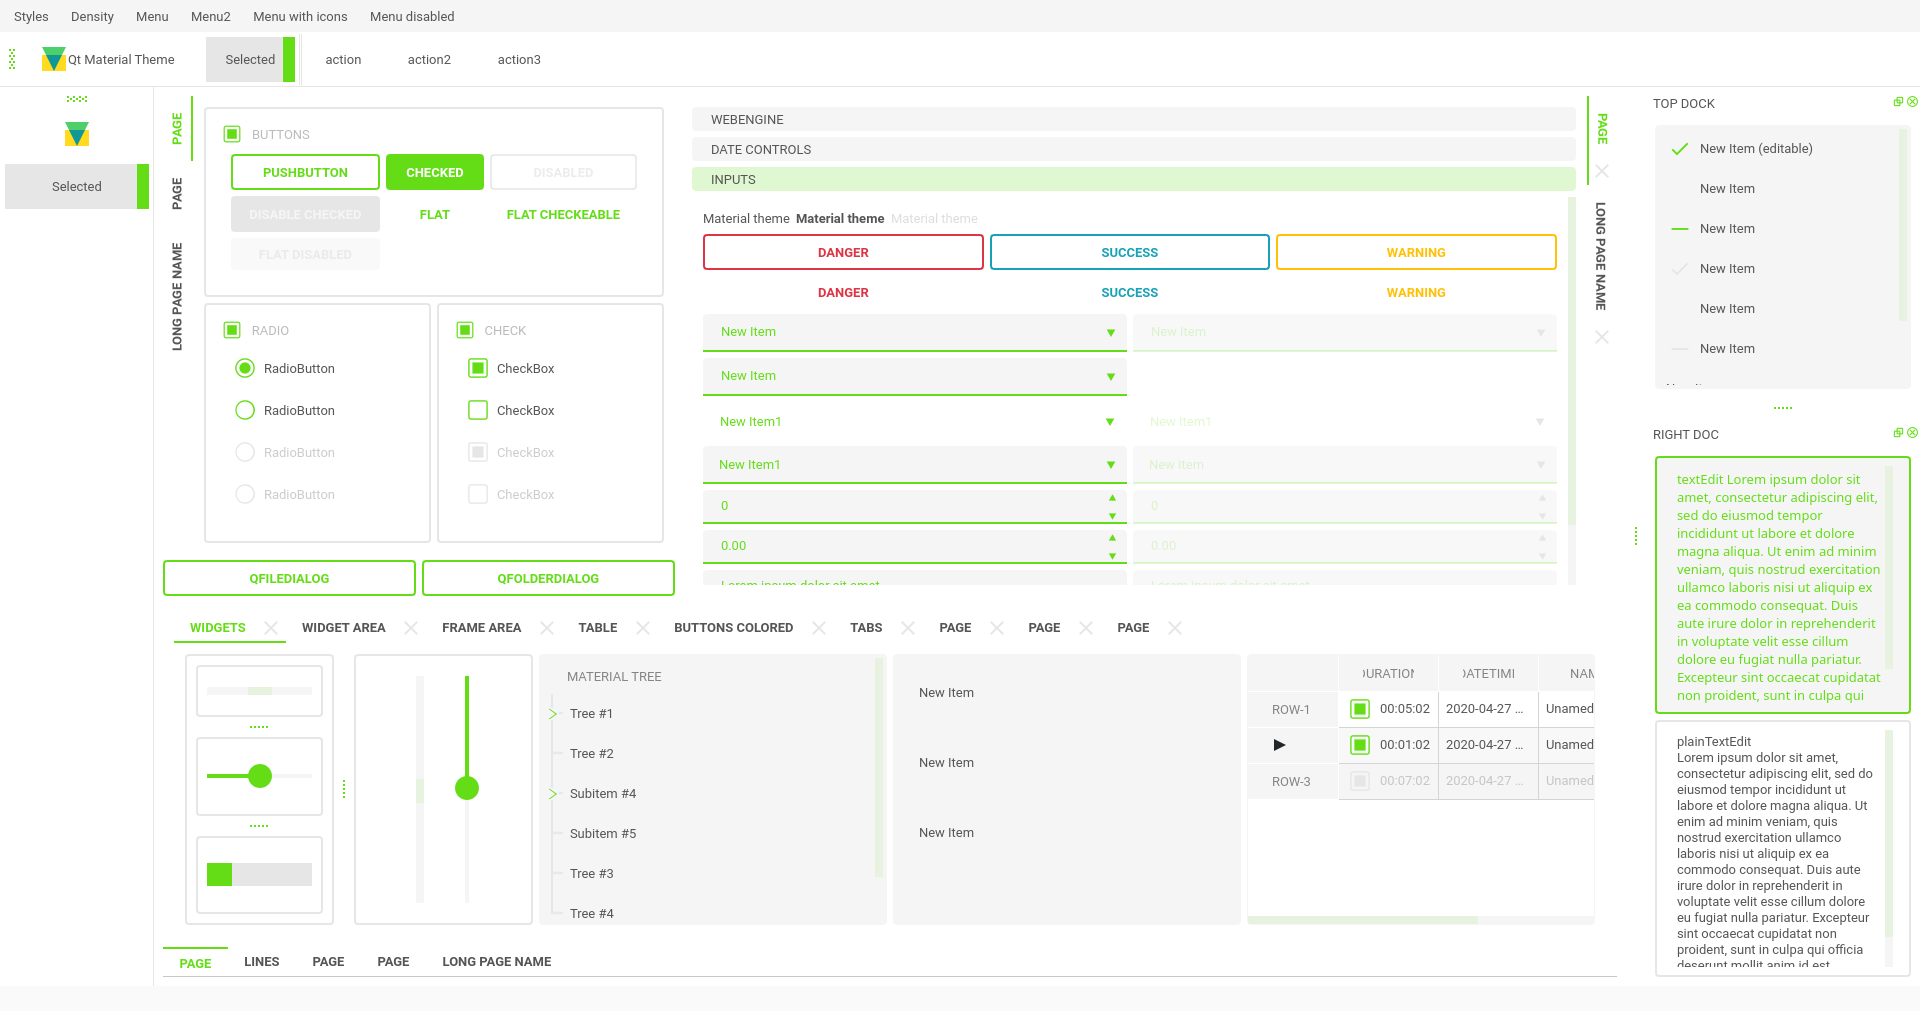 Styles Density Menu Menu2 Menu with icons Menu disabled
Qt Material Theme Selected action action2 action3
Selected
PAGE
PAGE
LONG PAGE NAME
BUTTONS
PUSHBUTTON CHECKED DISABLED
DISABLE CHECKED FLAT FLAT CHECKEABLE
FLAT DISABLED
RADIO
RadioButton
RadioButton
RadioButton
RadioButton
CHECK
CheckBox
CheckBox
CheckBox
CheckBox
QFILEDIALOG QFOLDERDIALOG
WEBENGINE
DATE CONTROLS
INPUTS
Material theme Material theme Material theme
DANGER SUCCESS WARNING
DANGER SUCCESS WARNING
New Item New Item
New Item
New Item1 New Item1
New Item1 New Item
0 0
0.00 0.00
Lorem ipsum dolor sit amet Lorem ipsum dolor sit amet
PAGE
LONG PAGE NAME
WIDGETS WIDGET AREA FRAME AREA TABLE BUTTONS COLORED TABS PAGE PAGE PAGE
MATERIAL TREE
Tree #1
Tree #2
Subitem #4
Subitem #5
Tree #3
Tree #4
New Item
New Item
New Item
DURATION DATETIME NAM
ROW-1 00:05:02 2020-04-27 ... Unamed
00:01:02 2020-04-27 ... Unamed
ROW-3 00:07:02 2020-04-27 ... Unamed
PAGE LINES PAGE PAGE LONG PAGE NAME
TOP DOCK
New Item (editable)
New Item
New Item
New Item
New Item
New Item
RIGHT DOC
textEdit Lorem ipsum dolor sit
amet, consectetur adipiscing elit,
sed do eiusmod tempor
incididunt ut labore et dolore
magna aliqua. Ut enim ad minim
veniam, quis nostrud exercitation
ullamco laboris nisi ut aliquip ex
ea commodo consequat. Duis
aute irure dolor in reprehenderit
in voluptate velit esse cillum
dolore eu fugiat nulla pariatur.
Excepteur sint occaecat cupidatat
non proident, sunt in culpa qui
plainTextEdit
Lorem ipsum dolor sit amet,
consectetur adipiscing elit, sed do
eiusmod tempor incididunt ut
labore et dolore magna aliqua. Ut
enim ad minim veniam, quis
nostrud exercitation ullamco
laboris nisi ut aliquip ex ea
commodo consequat. Duis aute
irure dolor in reprehenderit in
voluptate velit esse cillum dolore
eu fugiat nulla pariatur. Excepteur
sint occaecat cupidatat non
proident, sunt in culpa qui officia
deserunt mollit anim id est